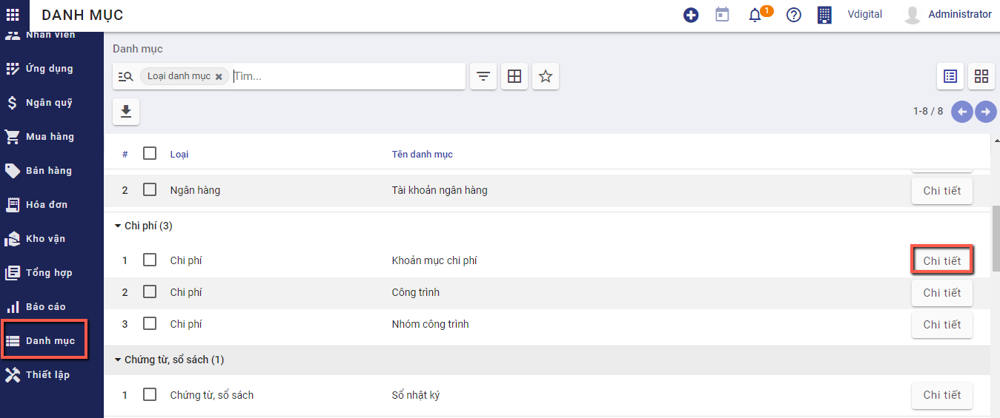 DANH MỤC
1
Vdigital
Administrator
Nhân viên
Ứng dụng
Ngân quỹ
Mua hàng
Bán hàng
Hóa đơn
Kho vận
Tổng hợp
Báo cáo
Danh mục
Thiết lập
Danh mục
Loại danh mục × Tìm...
1-8 / 8
# Loại Tên danh mục
2 Ngân hàng Tài khoản ngân hàng Chi tiết
Chi phí (3)
1 Chi phí Khoản mục chi phí Chi tiết
2 Chi phí Công trình Chi tiết
3 Chi phí Nhóm công trình Chi tiết
Chứng từ, sổ sách (1)
1 Chứng từ, sổ sách Sổ nhật ký Chi tiết